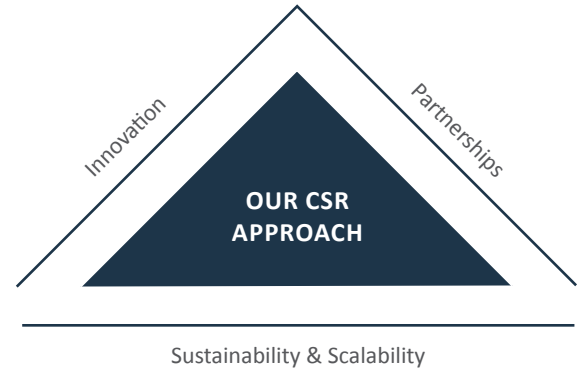 Innovation
Partnerships
OUR CSR
APPROACH
Sustainability & Scalability